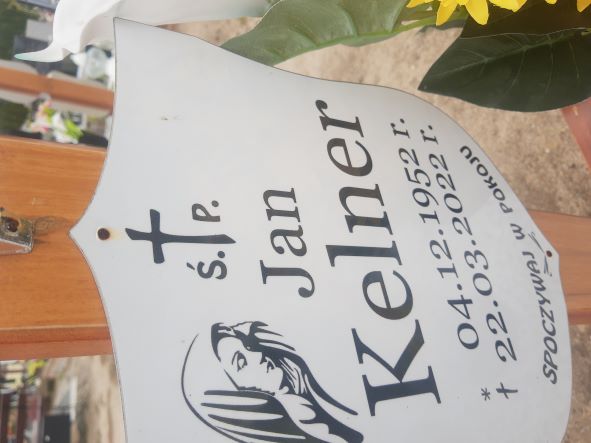 Ś. P.
Jan
Kelner
* 04.12.1952 r.
† 22.03.2022 r.
SPOCZYWAJ W POKOJU